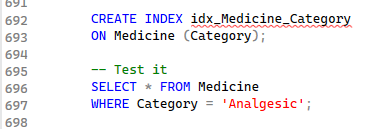 691
692 CREATE INDEX idx_Medicine_Category
693 ON Medicine (Category);
694
695 -- Test it
696 SELECT * FROM Medicine
697 WHERE Category = 'Analgesic';
698